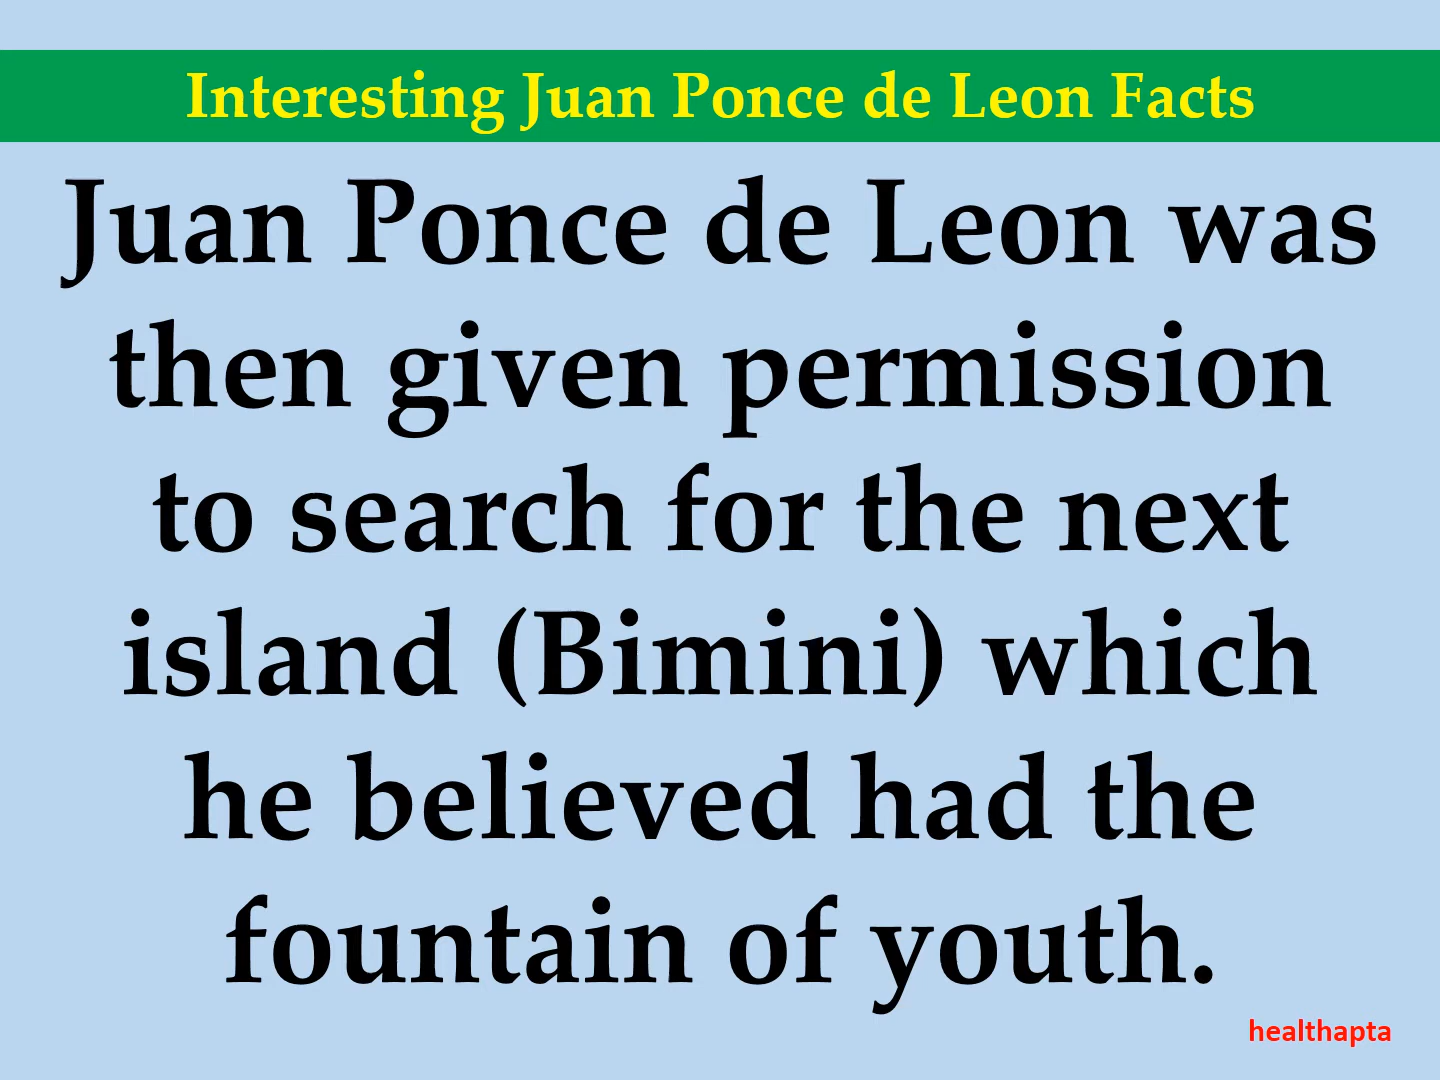 Interesting Juan Ponce de Leon Facts
Juan Ponce de Leon was
then given permission
to search for the next
island (Bimini) which
he believed had the
fountain of youth.
healthapta